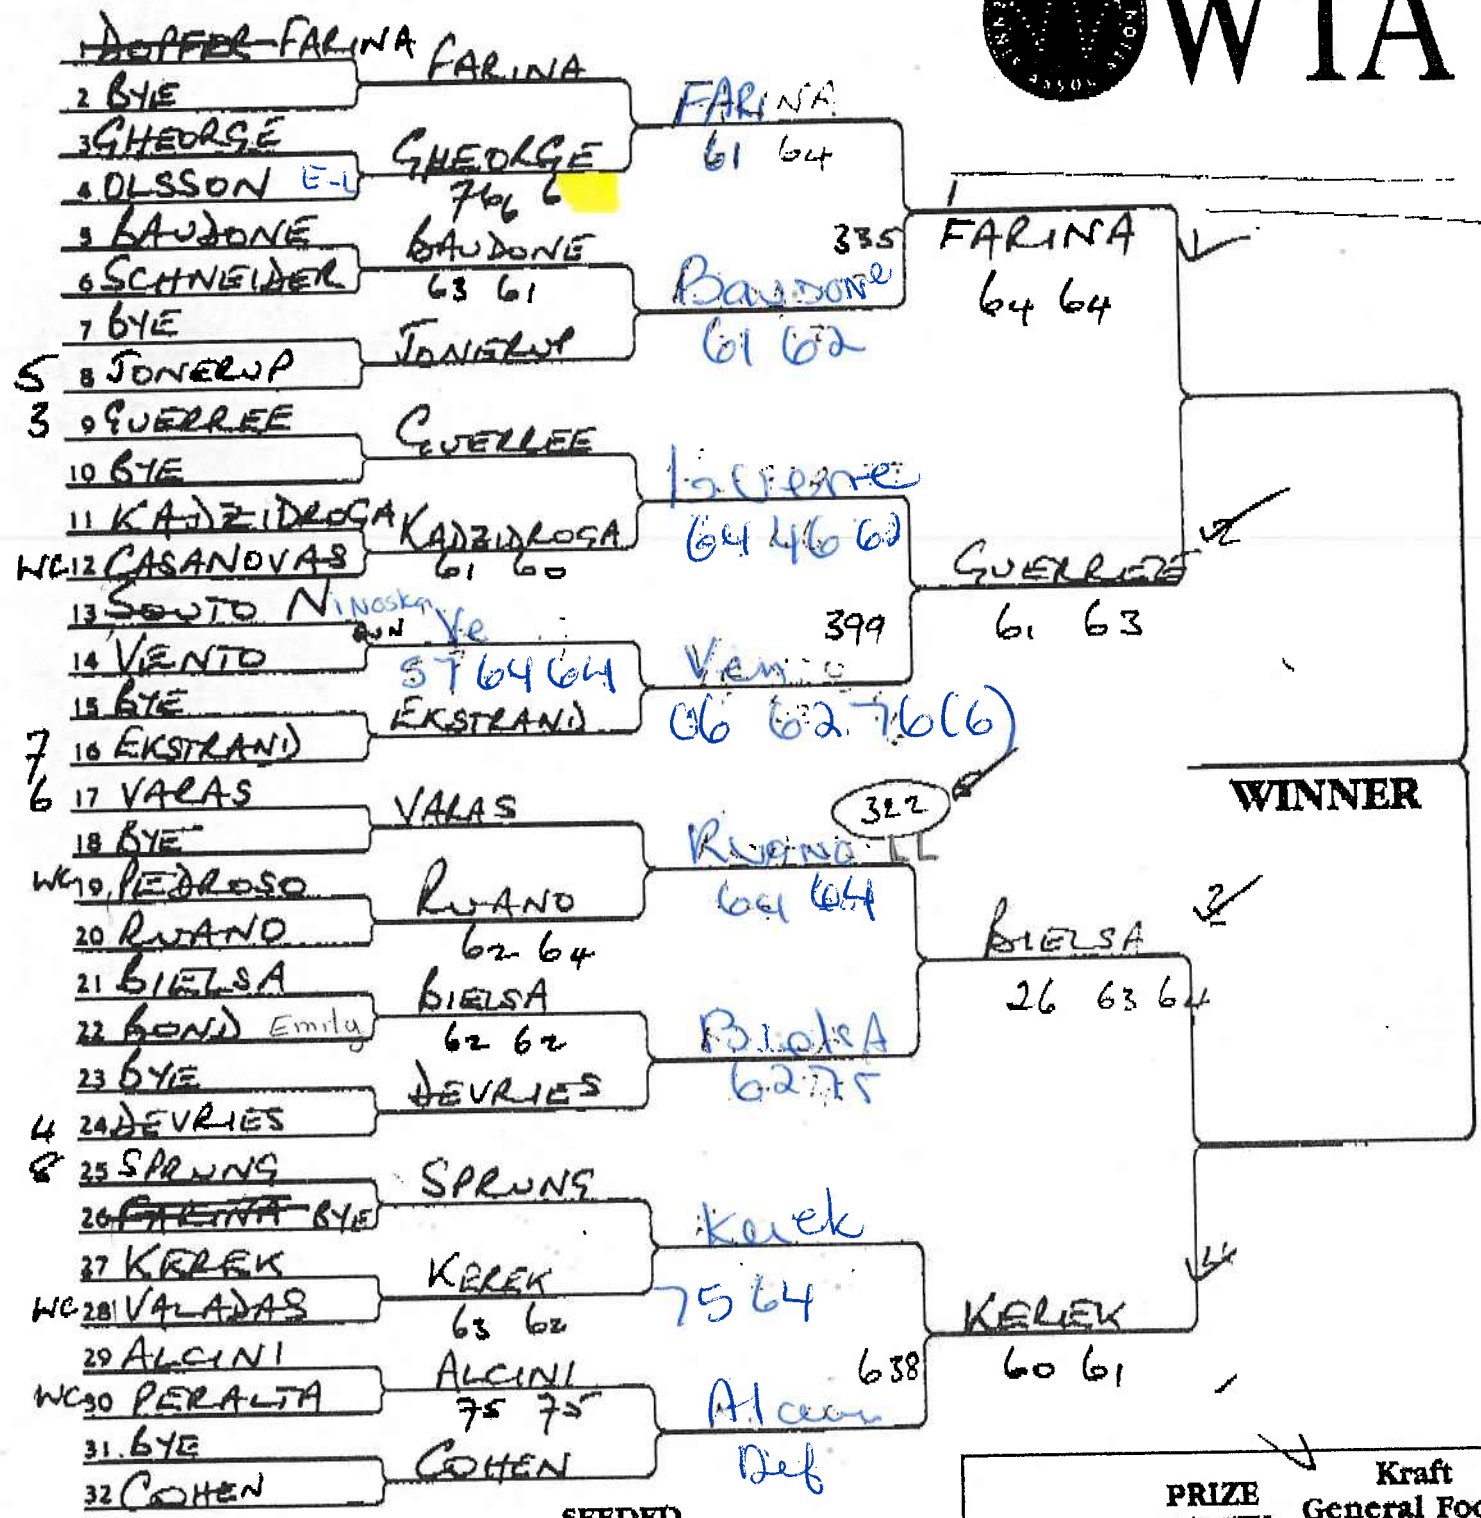 WTA
1 DOPFER FARINA
2 BYE
3 GHEORGE
4 OLSSON E-L
5 BAUDONE
6 SCHNEIDER
7 BYE
5 8 JONERUP
3 9 GUERREE
10 BYE
11 KADZIDROGA
WC 12 CASANOVAS
13 SOUTO NINOSKA
14 VENTO
15 BYE
7 16 EKSTRAND
6 17 VARAS
18 BYE
WC 19 PEDROSO
20 RUANO
21 BIELSA
22 BOND Emily
23 BYE
4 24 DEVRIES
8 25 SPRUNG
26 FARINA BYE
27 KEREK
WC 28 VALADAS
29 ALCINI
WC 30 PERALTA
31. BYE
32 COHEN
FARINA
GHEORGE
766 6
BAUDONE
63 61
JONERUP
GUERREE
KADZIDROGA
61 60
Ve
57 64 64
EKSTRAND
VARAS
RUANO
62 64
BIELSA
62 62
DEVRIES
SPRUNG
KEREK
63 62
ALCINI
75 75
COHEN
FARINA
61 64
335
BAUDONe
61 62
64 46 60
399
06 62 76(6)
322
Ruano LL
64 64
BielsA
62 75
Kerek
75 64
638
Def
FARINA
64 64
GUERREE
61 63
BIELSA
26 63 64
KEREK
60 61
WINNER
SEEDED
PRIZE
Kraft
General Foo